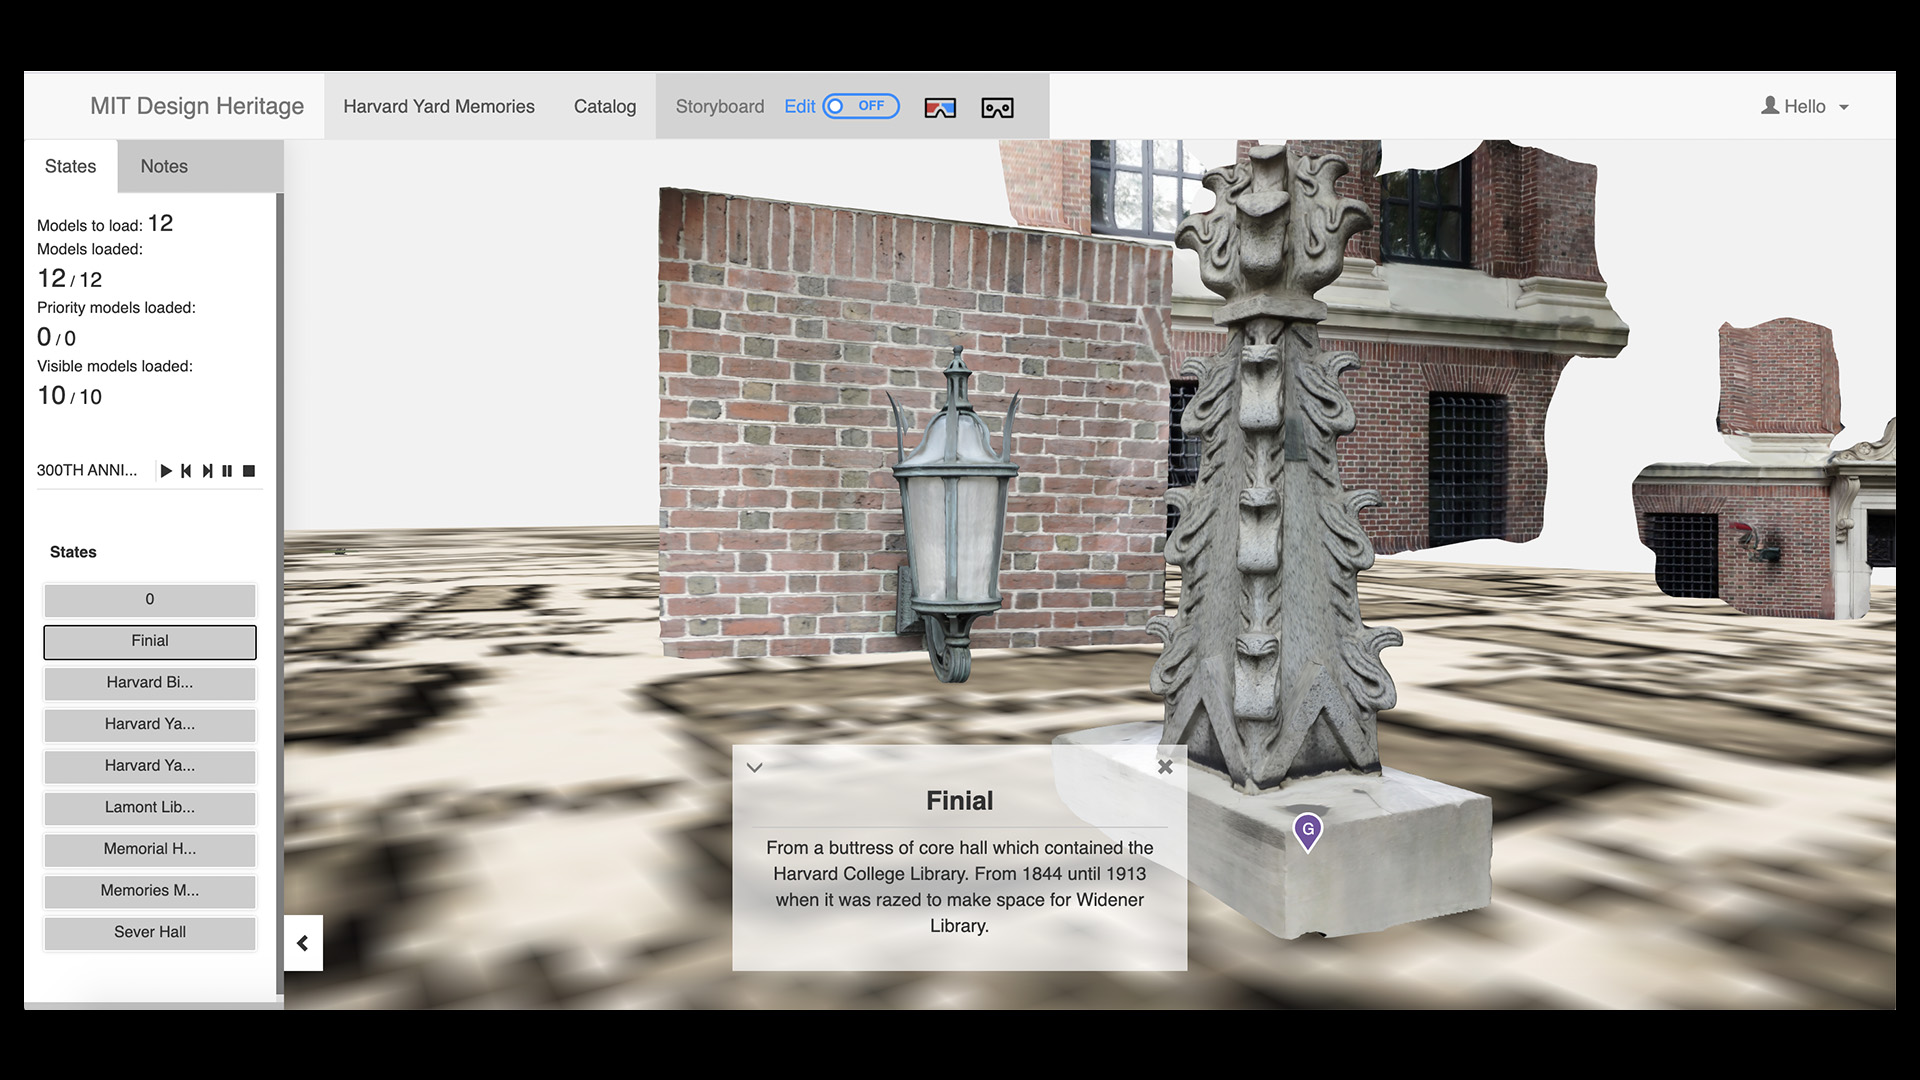 MIT Design Heritage
Harvard Yard Memories
Catalog
Storyboard
Edit
OFF
Hello
States
Notes
Models to load: 12
Models loaded:
12 / 12
Priority models loaded:
0 / 0
Visible models loaded:
10 / 10
300TH ANNI...
States
0
Finial
Harvard Bi...
Harvard Ya...
Harvard Ya...
Lamont Lib...
Memorial H...
Memories M...
Sever Hall
Finial
From a buttress of core hall which contained the
Harvard College Library. From 1844 until 1913
when it was razed to make space for Widener
Library.
G